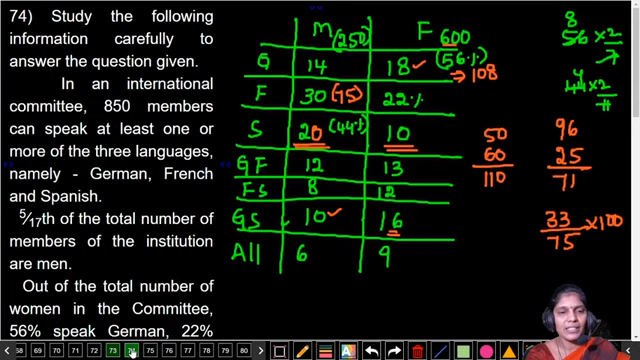 74) Study the following
information carefully to
answer the question given.
In an international
committee, 850 members
can speak at least one or
more of the three languages,
namely - German, French
and Spanish.
5/17th of the total number of
members of the institution
are men.
Out of the total number of
women in the Committee,
56% speak German, 22%
M (250) F 600
G 14 18 ✓ (56%)
→ 108
F 30 (75) 22%
S 20 (44%) 10
GF 12 13
FS 8 12
GS 10 ✓ 16
All 6 9
50
60
110
96
25
71
33
75 ×100
8
56 ×2
4
44 ×2
68 70 71 72 73 74 75 76 77 78 79 80